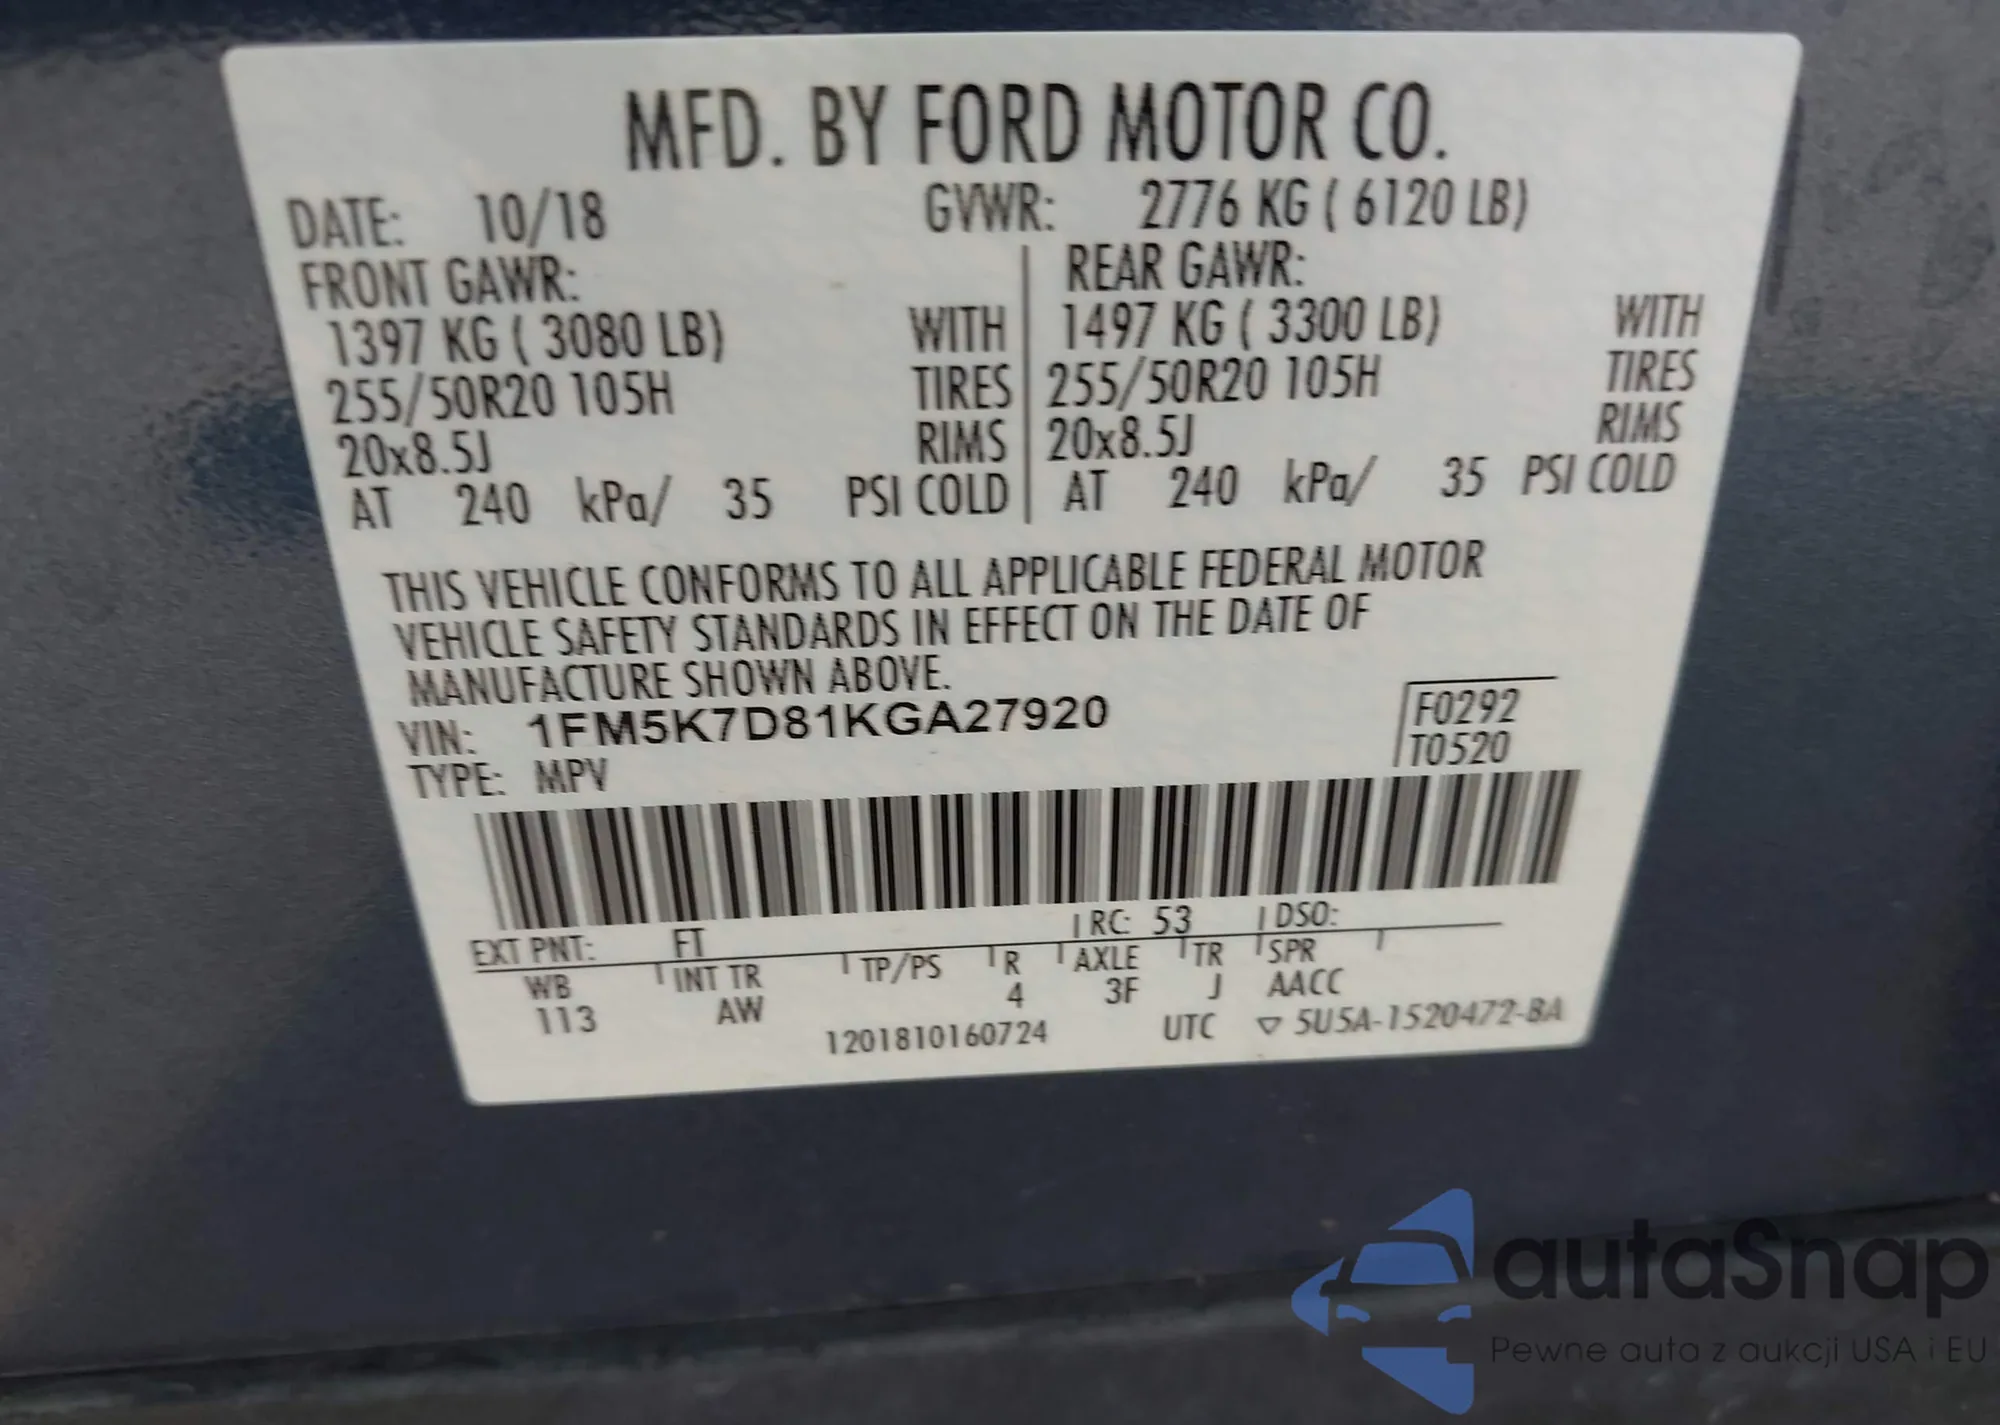 MFD. BY FORD MOTOR CO.
DATE: 10/18 GVWR: 2776 KG ( 6120 LB)
FRONT GAWR: REAR GAWR:
1397 KG ( 3080 LB) WITH 1497 KG ( 3300 LB) WITH
255/50R20 105H TIRES 255/50R20 105H TIRES
20x8.5J RIMS 20x8.5J RIMS
AT 240 kPa/ 35 PSI COLD AT 240 kPa/ 35 PSI COLD
THIS VEHICLE CONFORMS TO ALL APPLICABLE FEDERAL MOTOR
VEHICLE SAFETY STANDARDS IN EFFECT ON THE DATE OF
MANUFACTURE SHOWN ABOVE.
VIN: 1FM5K7D81KGA27920 F0292
TYPE: MPV T0520
EXT PNT: FT RC: 53 DSO:
WB INT TR TP/PS R AXLE TR SPR
113 AW 4 3F J AACC
1201810160724 UTC ▽ 5U5A-1520472-BA
autaSnap
Pewne auta z aukcji USA i EU